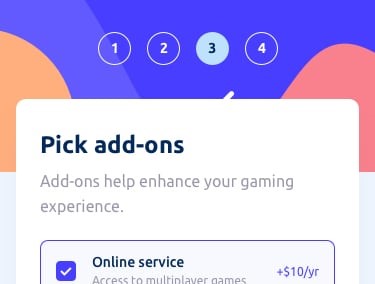 1 2 3 4
Pick add-ons
Add-ons help enhance your gaming
experience.
Online service
Access to multiplayer games
+$10/yr